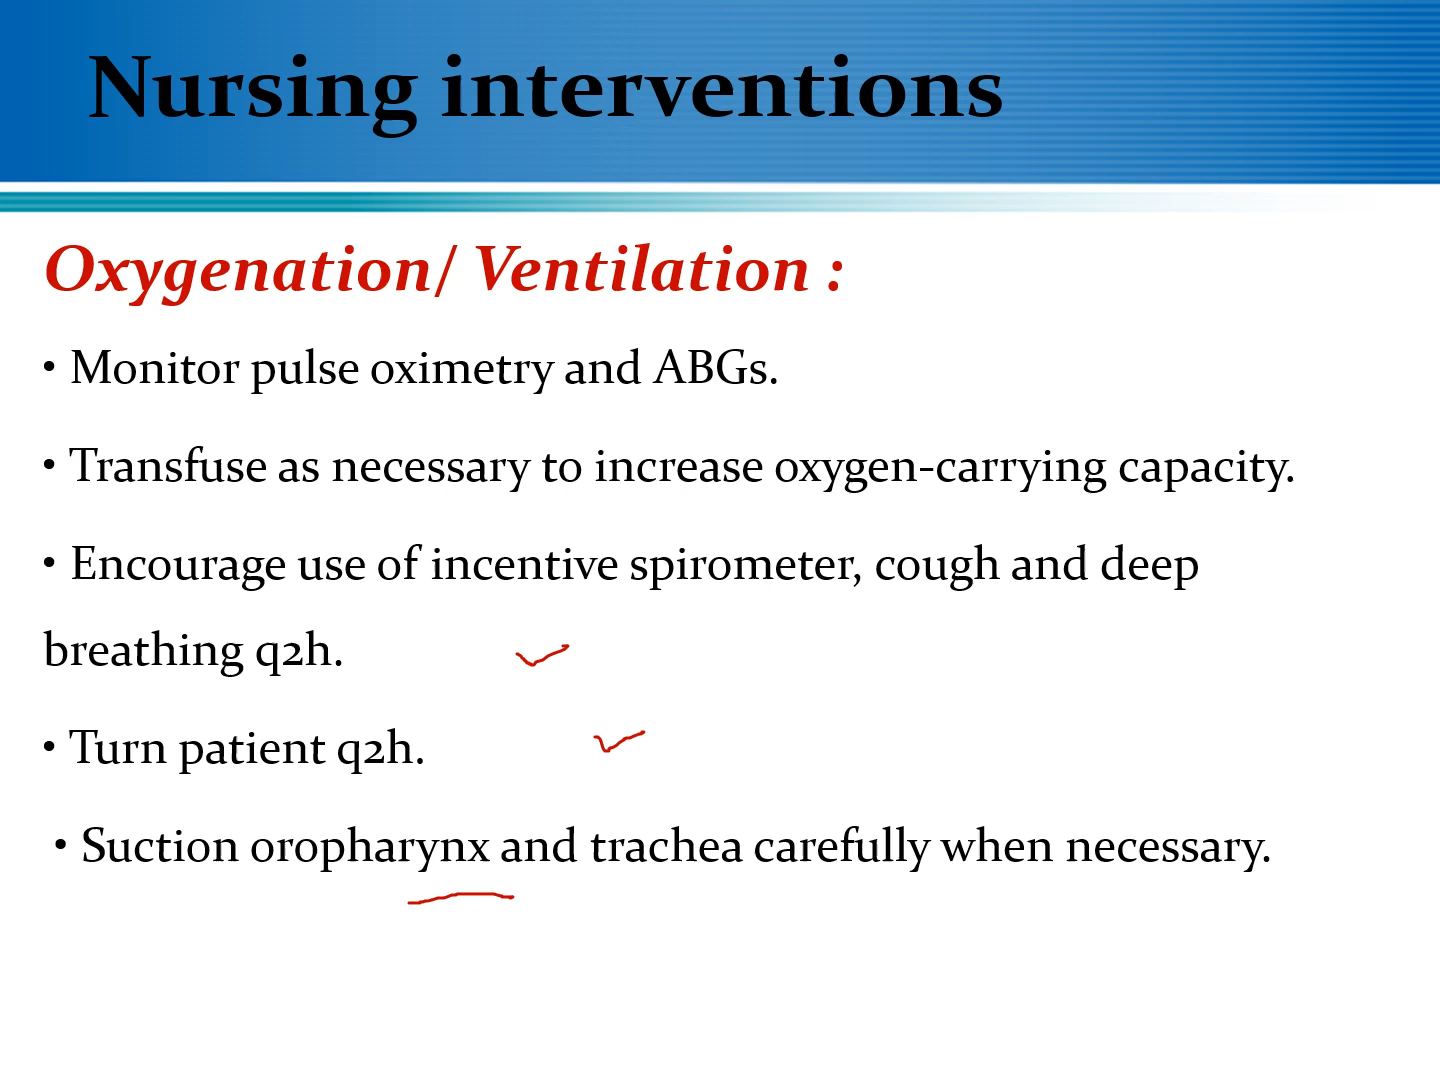 Nursing interventions
Oxygenation/ Ventilation :
• Monitor pulse oximetry and ABGs.
• Transfuse as necessary to increase oxygen-carrying capacity.
• Encourage use of incentive spirometer, cough and deep
breathing q2h.
• Turn patient q2h.
• Suction oropharynx and trachea carefully when necessary.